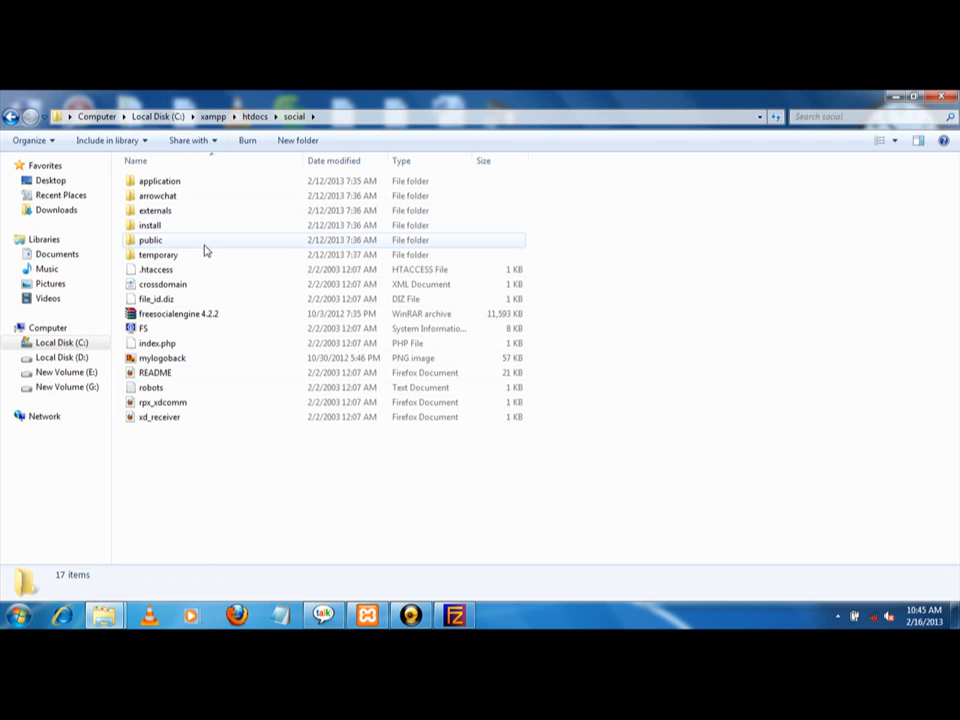 Computer Local Disk (C:) xampp htdocs social Search social
Organize Include in library Share with Burn New folder
Name Date modified Type Size
Favorites
Desktop
Recent Places
Downloads
Libraries
Documents
Music
Pictures
Videos
Computer
Local Disk (C:)
Local Disk (D:)
New Volume (E:)
New Volume (G:)
Network
application 2/12/2013 7:35 AM File folder
arrowchat 2/12/2013 7:36 AM File folder
externals 2/12/2013 7:36 AM File folder
install 2/12/2013 7:36 AM File folder
public 2/12/2013 7:36 AM File folder
temporary 2/12/2013 7:37 AM File folder
.htaccess 2/2/2003 12:07 AM HTACCESS File 1 KB
crossdomain 2/2/2003 12:07 AM XML Document 1 KB
file_id.diz 2/2/2003 12:07 AM DIZ File 1 KB
freesocialengine 4.2.2 10/3/2012 7:35 PM WinRAR archive 11,593 KB
FS 2/2/2003 12:07 AM System Informatio... 8 KB
index.php 2/2/2003 12:07 AM PHP File 1 KB
mylogoback 10/30/2012 5:46 PM PNG image 57 KB
README 2/2/2003 12:07 AM Firefox Document 21 KB
robots 2/2/2003 12:07 AM Text Document 1 KB
rpx_xdcomm 2/2/2003 12:07 AM Firefox Document 1 KB
xd_receiver 2/2/2003 12:07 AM Firefox Document 1 KB
17 items
talk
FZ
10:45 AM
2/16/2013